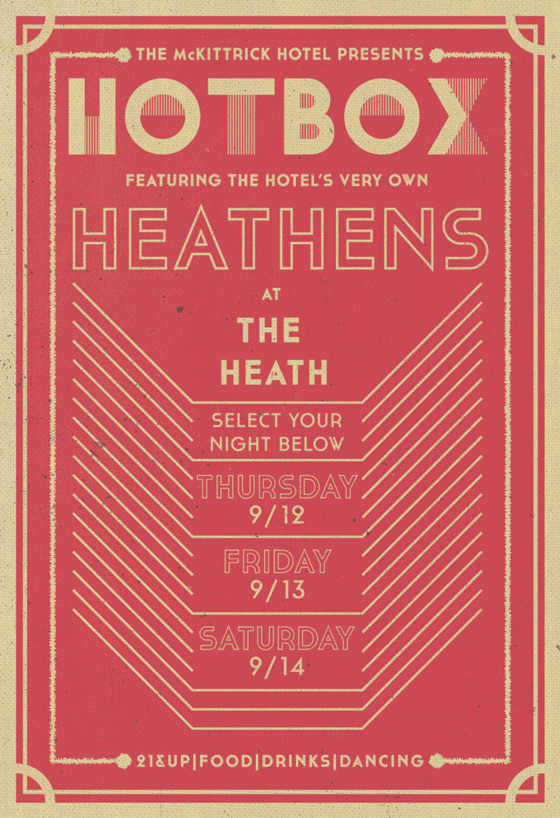 THE McKITTRICK HOTEL PRESENTS
HOTBOX
FEATURING THE HOTEL'S VERY OWN
HEATHENS
AT
THE
HEATH
SELECT YOUR
NIGHT BELOW
THURSDAY
9/12
FRIDAY
9/13
SATURDAY
9/14
21&UP|FOOD|DRINKS|DANCING